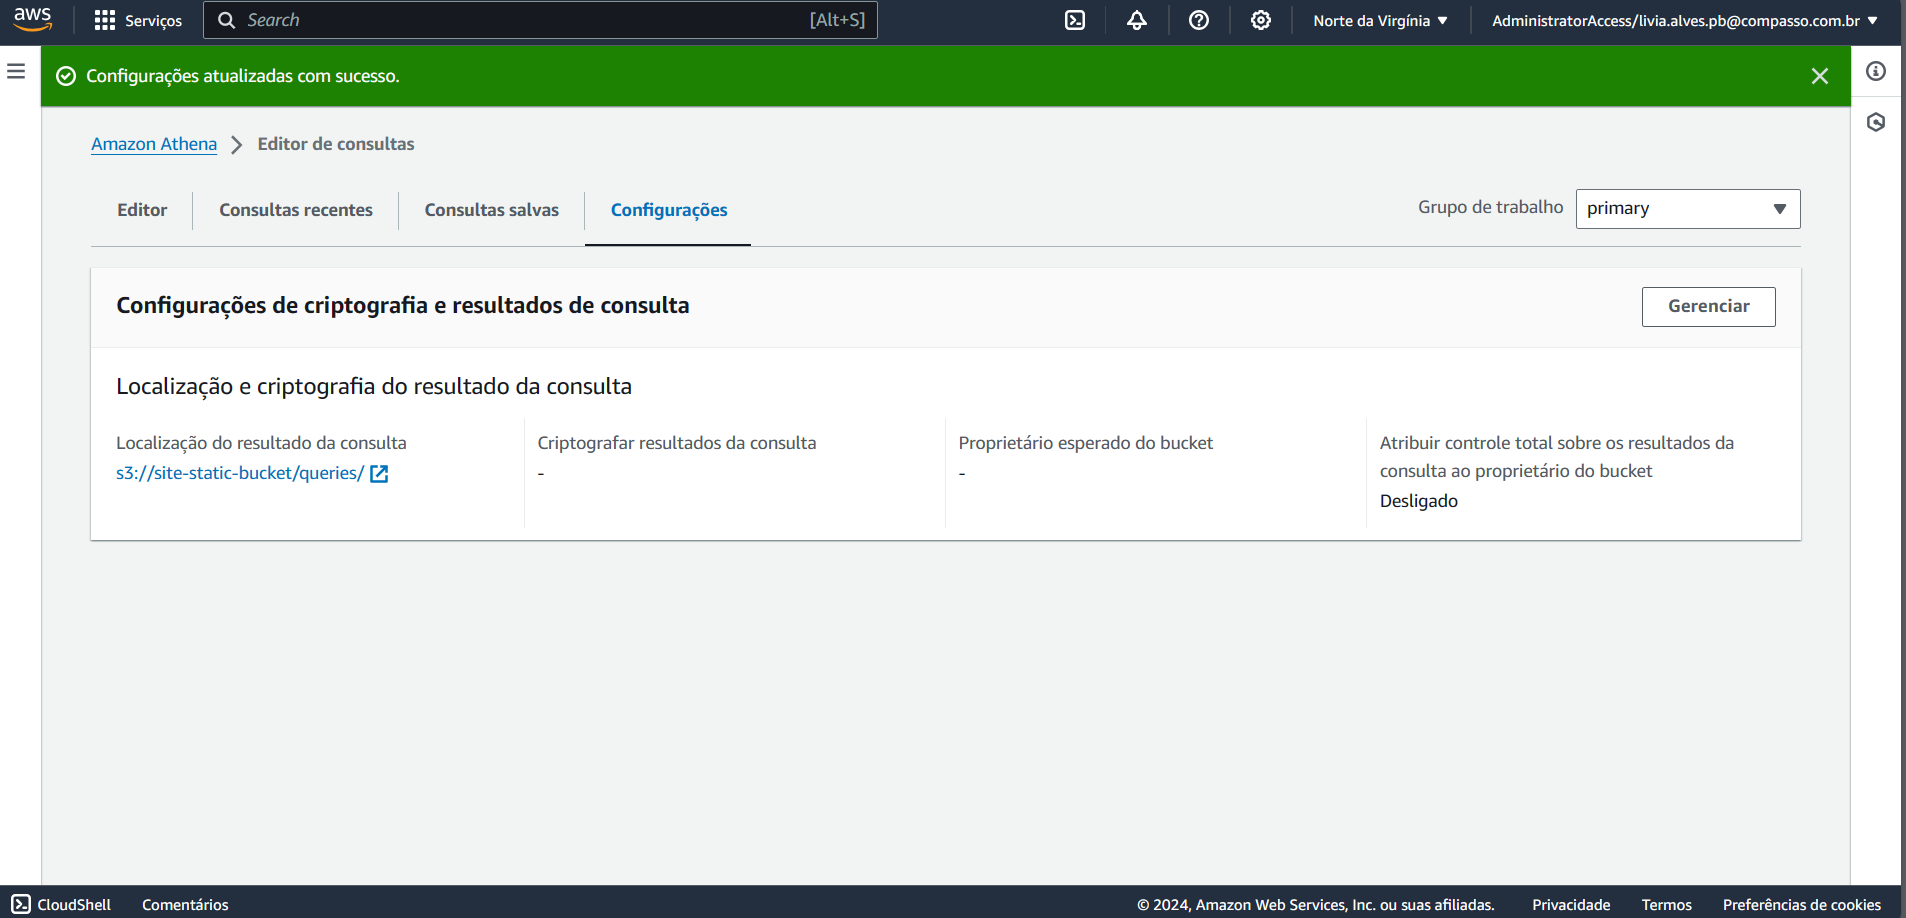 aws
Serviços
Search
[Alt+S]
Norte da Virgínia
AdministratorAccess/livia.alves.pb@compasso.com.br
Configurações atualizadas com sucesso.
Amazon Athena
Editor de consultas
Editor
Consultas recentes
Consultas salvas
Configurações
Grupo de trabalho
primary
Configurações de criptografia e resultados de consulta
Gerenciar
Localização e criptografia do resultado da consulta
Localização do resultado da consulta
s3://site-static-bucket/queries/
Criptografar resultados da consulta
-
Proprietário esperado do bucket
-
Atribuir controle total sobre os resultados da
consulta ao proprietário do bucket
Desligado
CloudShell
Comentários
© 2024, Amazon Web Services, Inc. ou suas afiliadas.
Privacidade
Termos
Preferências de cookies